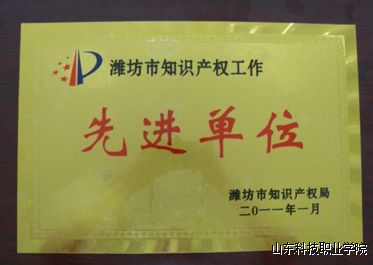 潍坊市知识产权工作
先进单位
潍坊市知识产权局
二0一一年一月
山东科技职业学院